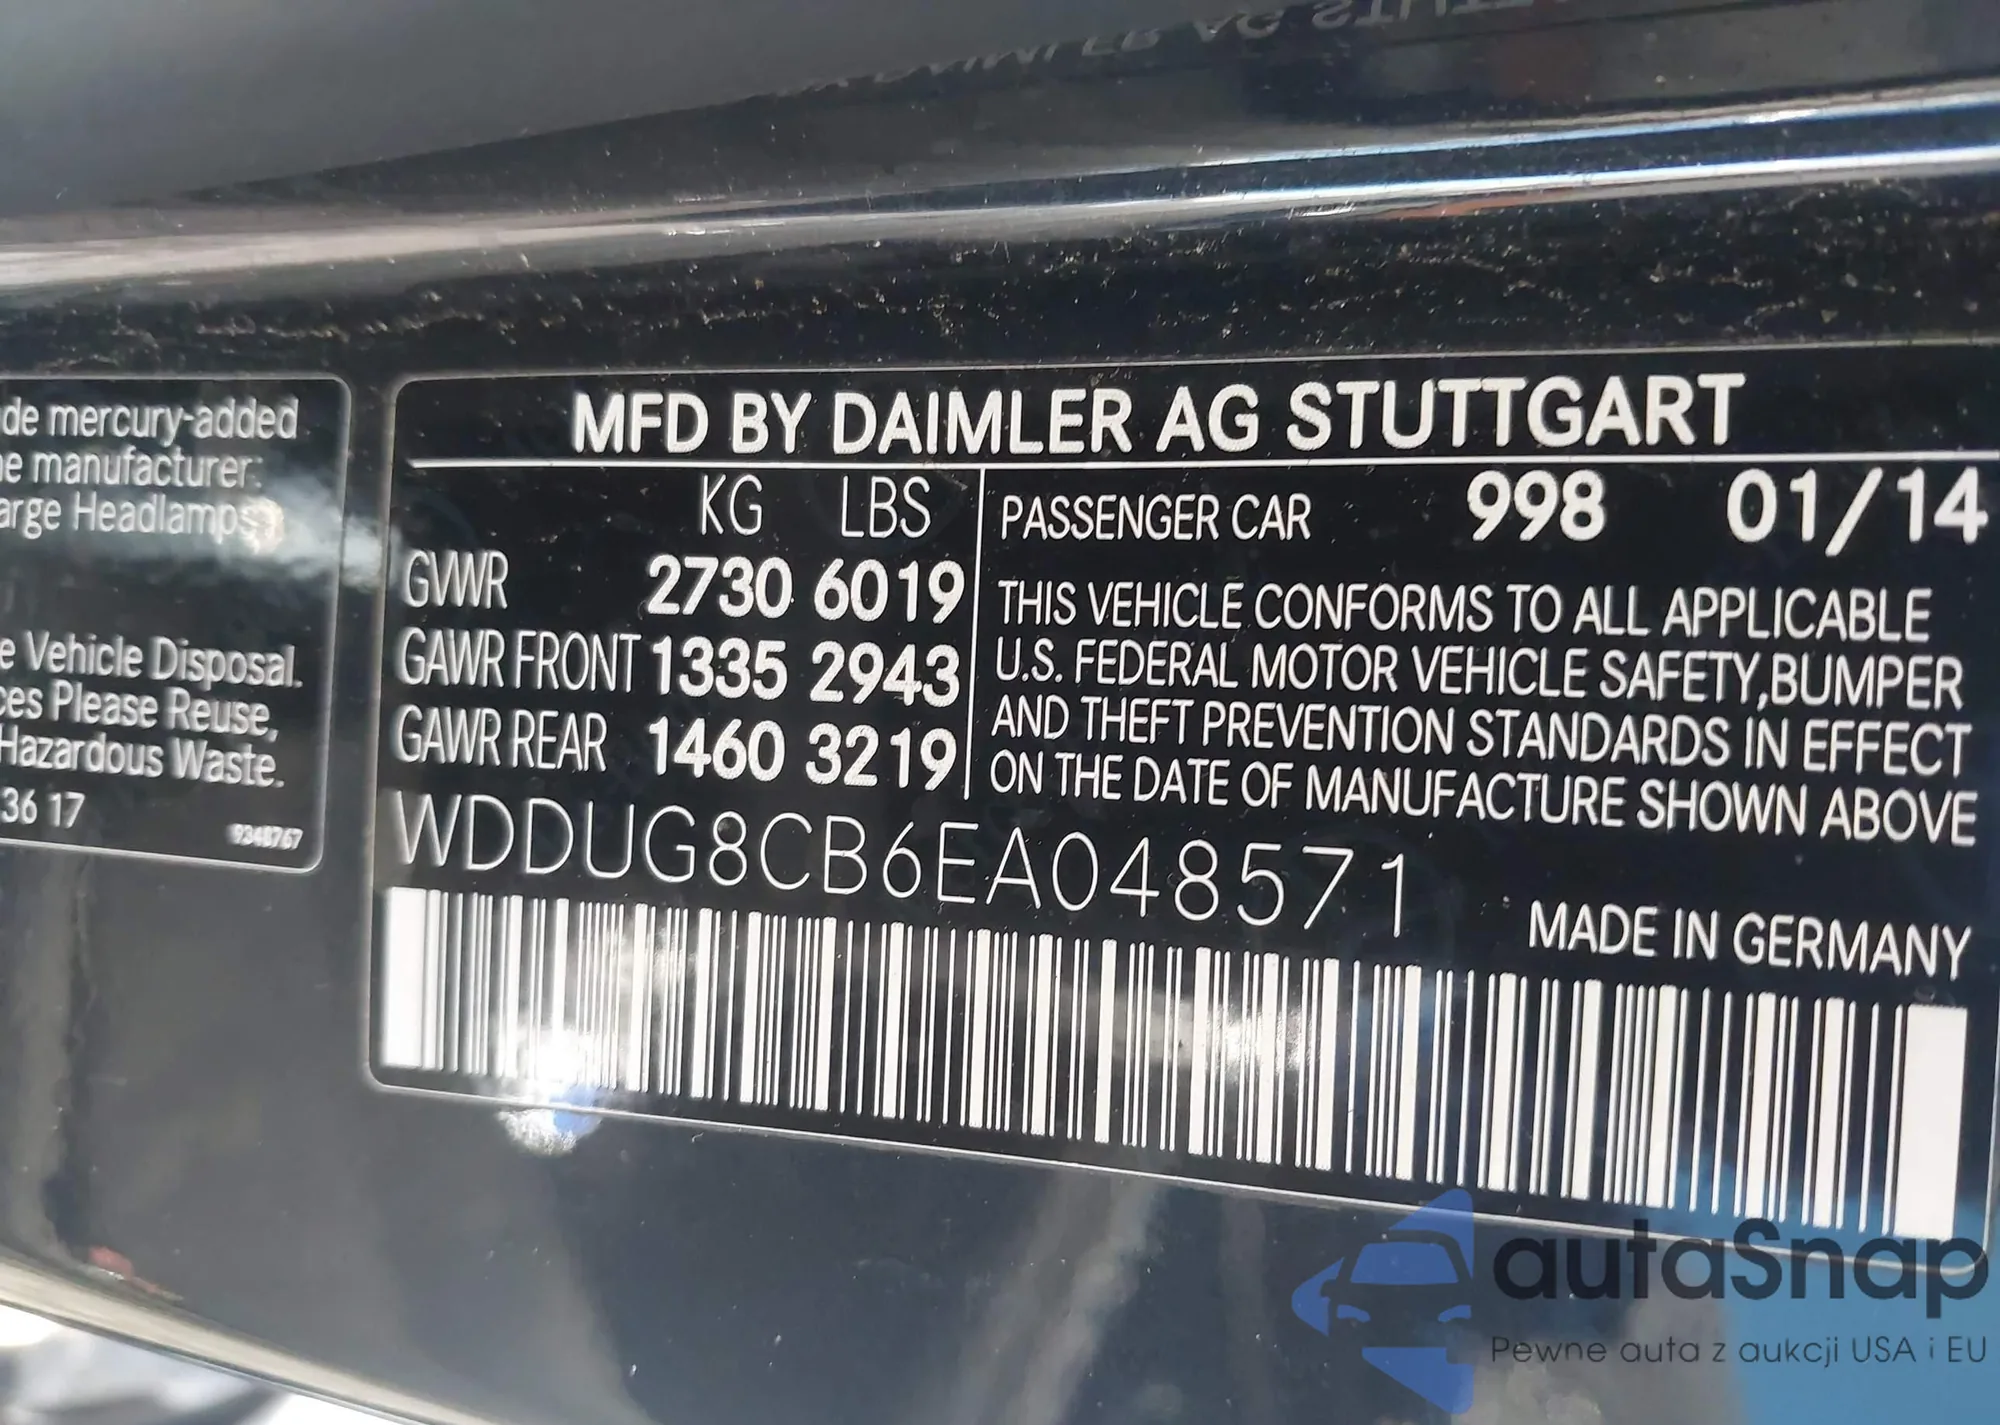 de mercury-added
e manufacturer:
arge Headlamps
e Vehicle Disposal.
ces Please Reuse,
Hazardous Waste.
36 17
9348767
MFD BY DAIMLER AG STUTTGART
KG LBS
GVWR 2730 6019
GAWR FRONT 1335 2943
GAWR REAR 1460 3219
PASSENGER CAR 998 01/14
THIS VEHICLE CONFORMS TO ALL APPLICABLE
U.S. FEDERAL MOTOR VEHICLE SAFETY,BUMPER
AND THEFT PREVENTION STANDARDS IN EFFECT
ON THE DATE OF MANUFACTURE SHOWN ABOVE
WDDUG8CB6EA048571
MADE IN GERMANY
autaSnap
Pewne auta z aukcji USA i EU